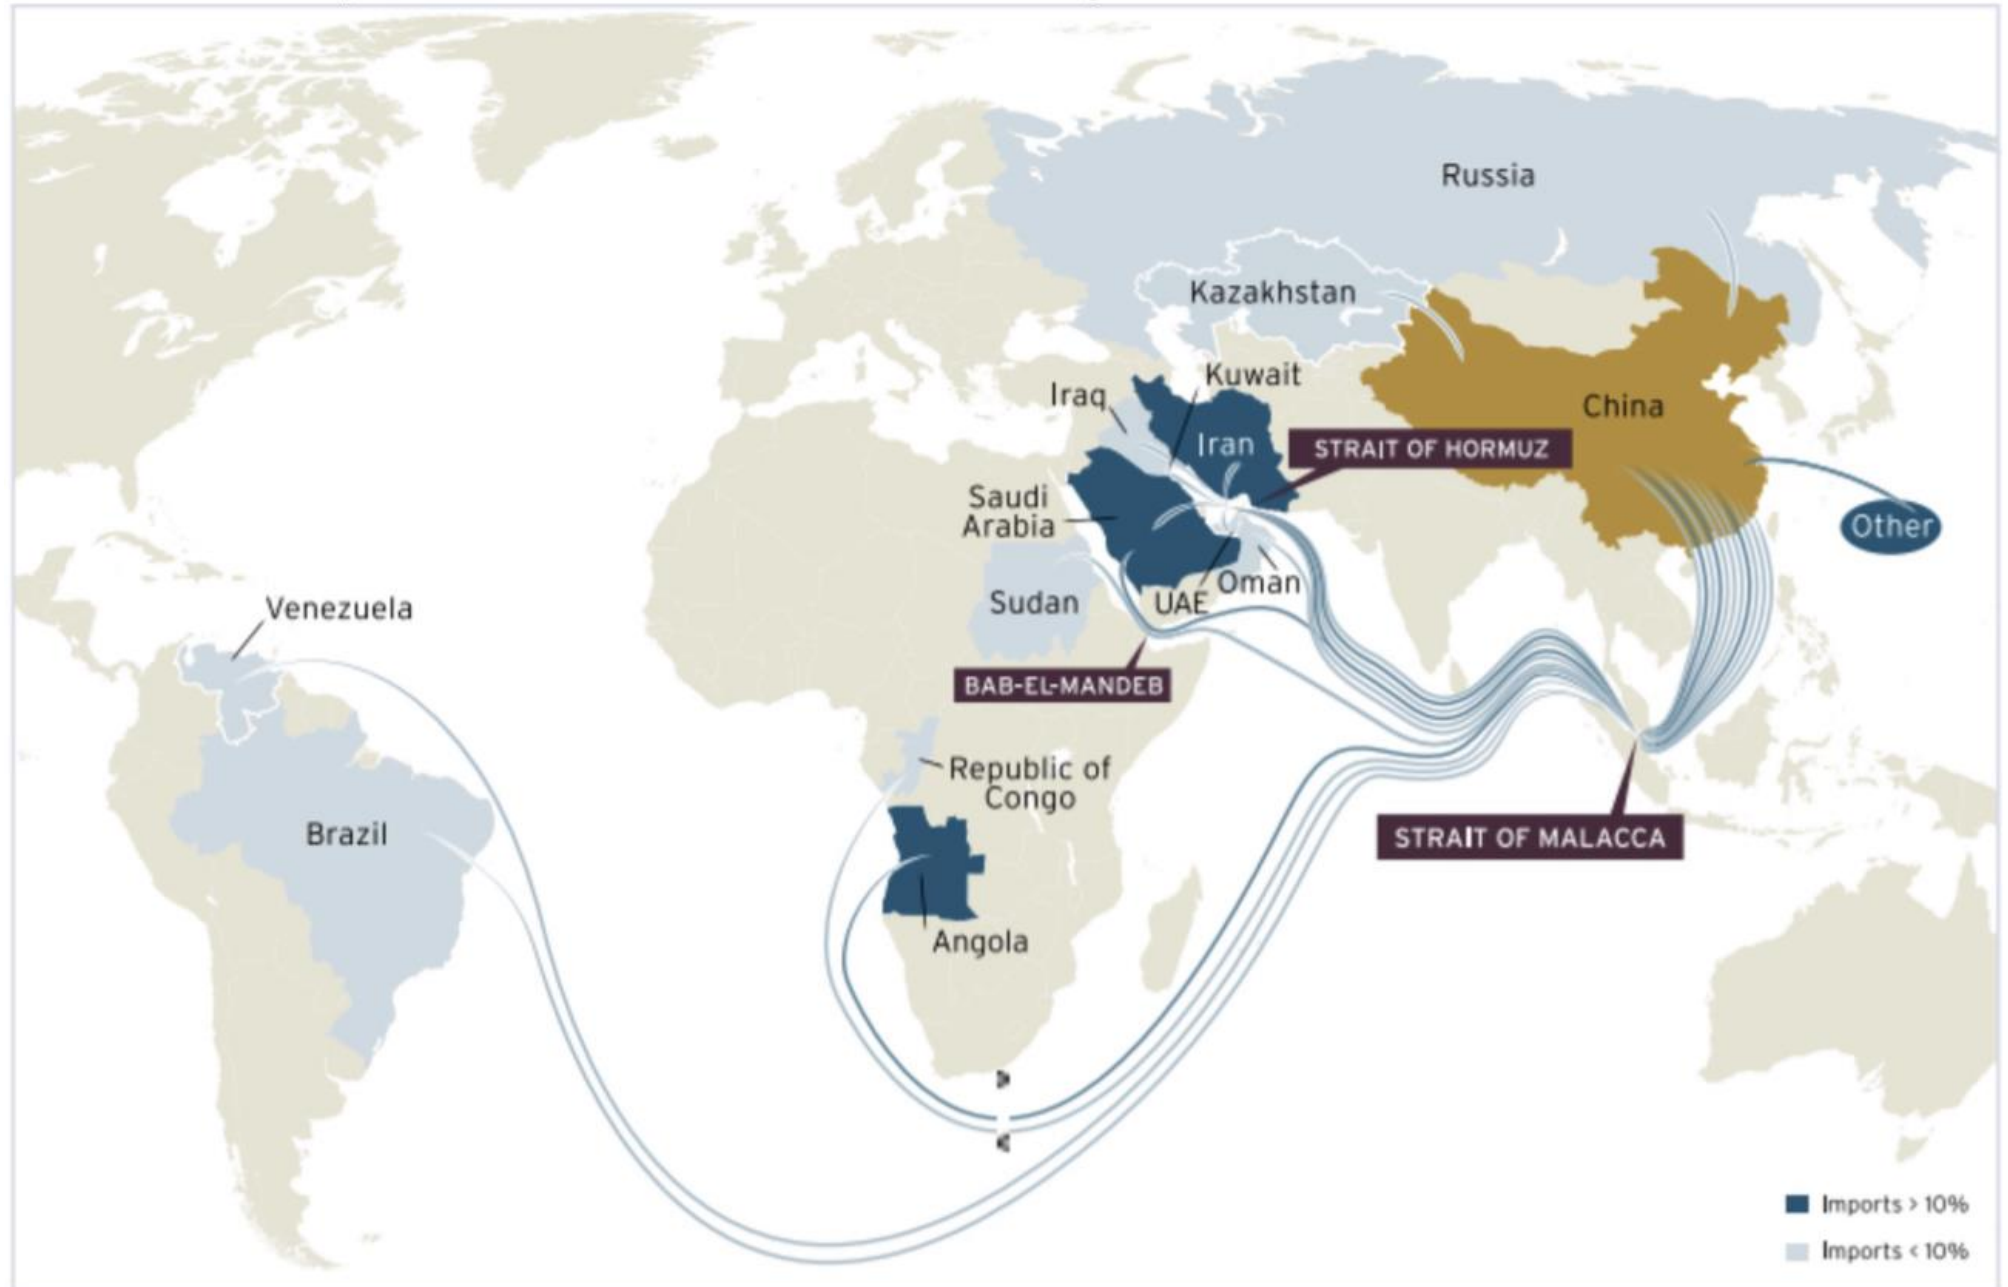 Russia
Kazakhstan
Kuwait
Iraq
China
Iran
STRAIT OF HORMUZ
Saudi
Arabia
Other
Oman
UAE
Sudan
Venezuela
BAB-EL-MANDEB
Republic of
Congo
Brazil
STRAIT OF MALACCA
Angola
Imports > 10%
Imports < 10%